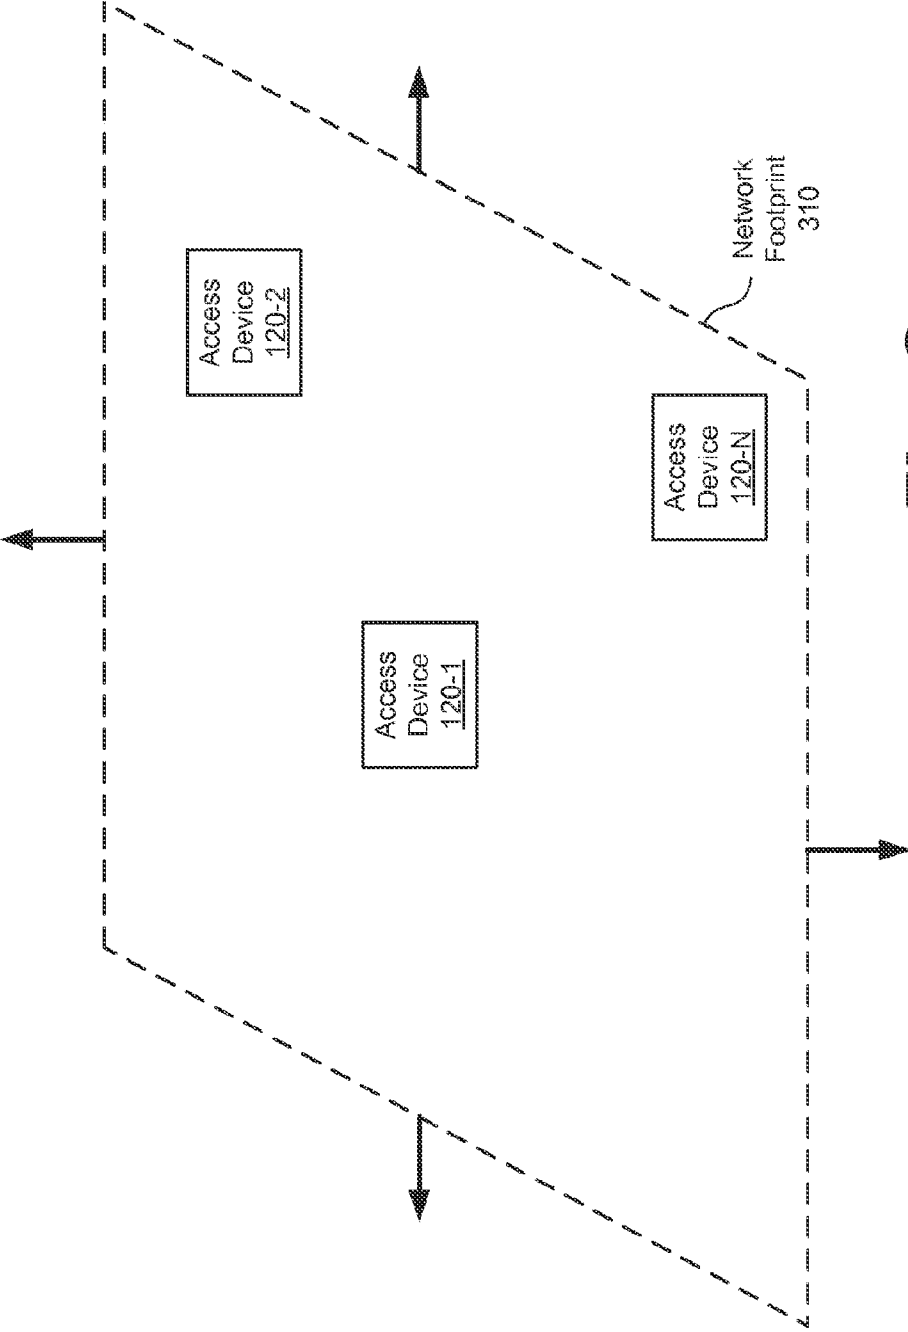 Access
Device
120-2
Access
Device
120-1
Access
Device
120-N
Network
Footprint
310